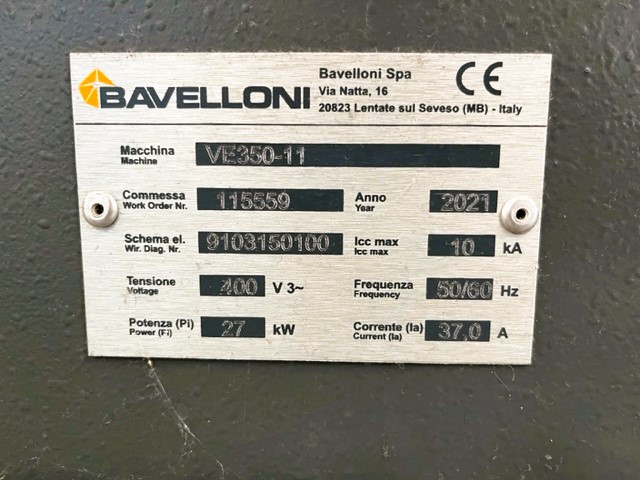 BAVELLONI
Bavelloni Spa
Via Natta, 16
20823 Lentate sul Seveso (MB) - Italy
CE
Macchina VE350-11
Machine
Commessa 115559 Anno 2021
Work Order Nr. Year
Schema el. 9103150100 Icc max 10 kA
Wir. Diag. Nr. Icc max
Tensione 400 V 3~ Frequenza 50/60 Hz
Voltage Frequency
Potenza (Pi) 27 kW Corrente (Ia) 37,0 A
Power (Fi) Current (Ia)